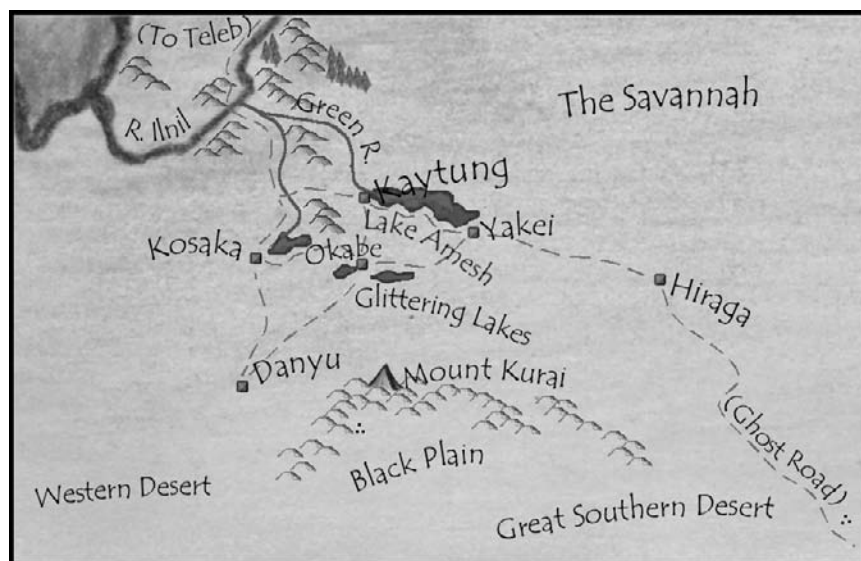 (To Teleb)
R. Ilnil
Green R.
The Savannah
Kaytung
Lake Amesh
Yakei
Kosaka
Okabe
Hiraga
Glittering Lakes
Danyu
Mount Kurai
(Ghost Road)
Black Plain
Western Desert
Great Southern Desert